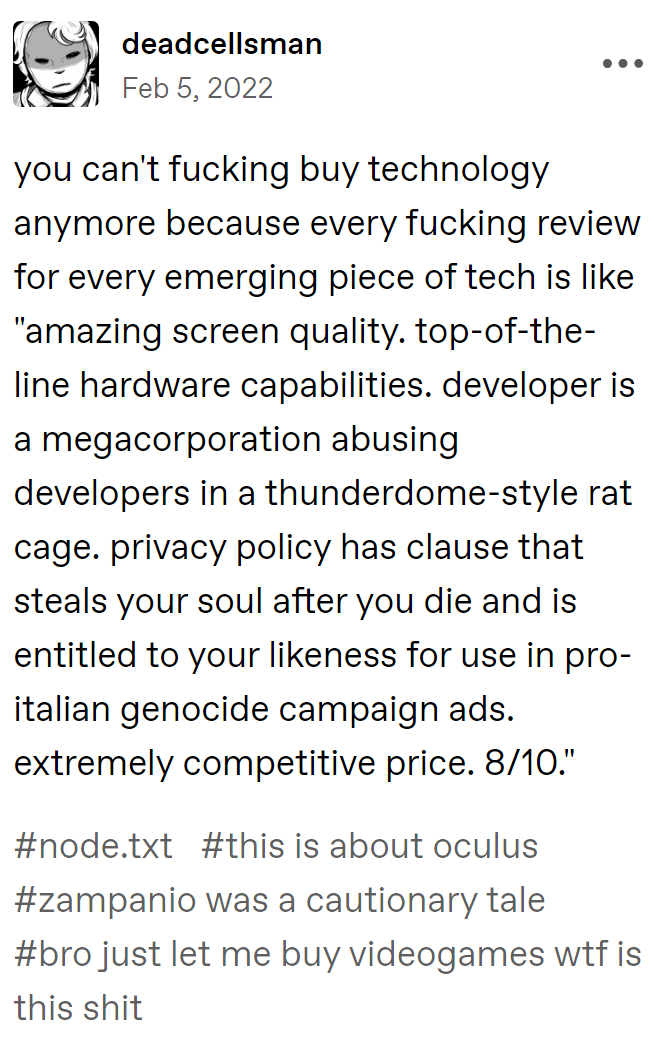 deadcellsman
Feb 5, 2022
you can't fucking buy technology
anymore because every fucking review
for every emerging piece of tech is like
"amazing screen quality. top-of-the-
line hardware capabilities. developer is
a megacorporation abusing
developers in a thunderdome-style rat
cage. privacy policy has clause that
steals your soul after you die and is
entitled to your likeness for use in pro-
italian genocide campaign ads.
extremely competitive price. 8/10."
#node.txt #this is about oculus
#zampanio was a cautionary tale
#bro just let me buy videogames wtf is
this shit